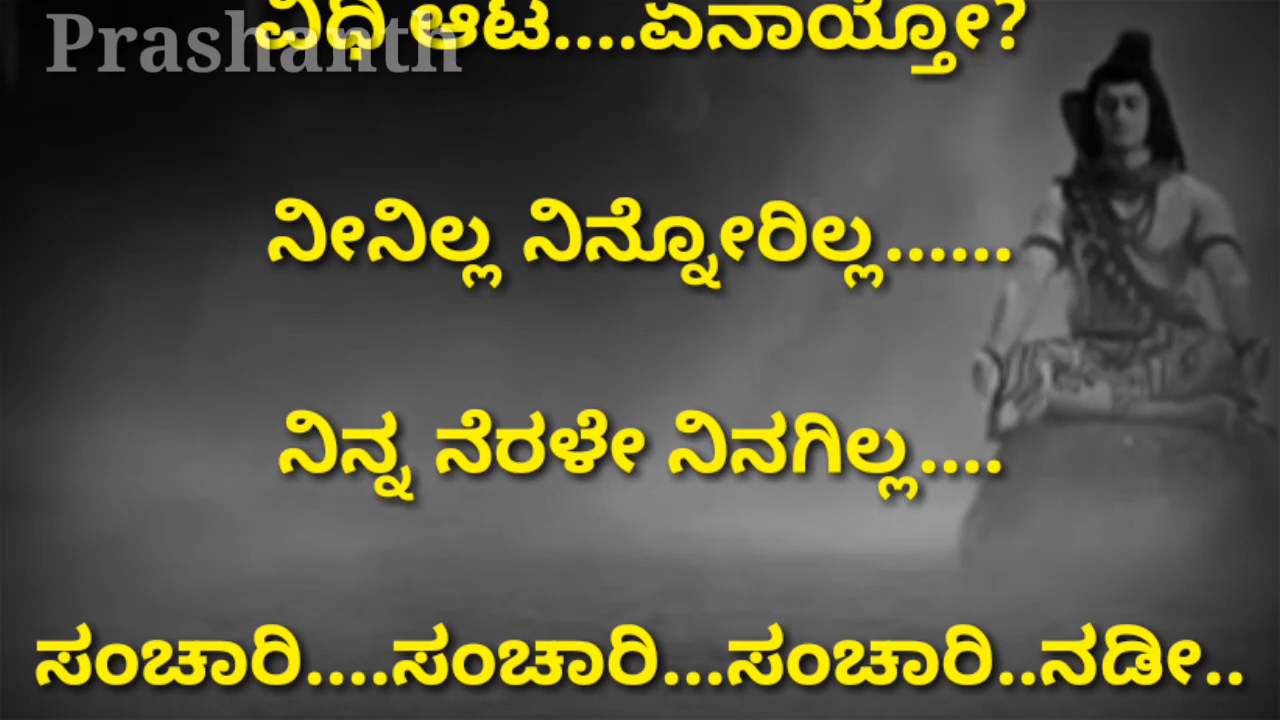 Prashanth
ವಿಧಿ ಆಟ....ಏನಾಯ್ತೋ?
ನೀನಿಲ್ಲ ನಿನ್ನೋರಿಲ್ಲ......
ನಿನ್ನ ನೆರಳೇ ನಿನಗಿಲ್ಲ....
ಸಂಚಾರಿ....ಸಂಚಾರಿ...ಸಂಚಾರಿ..ನಡೀ..